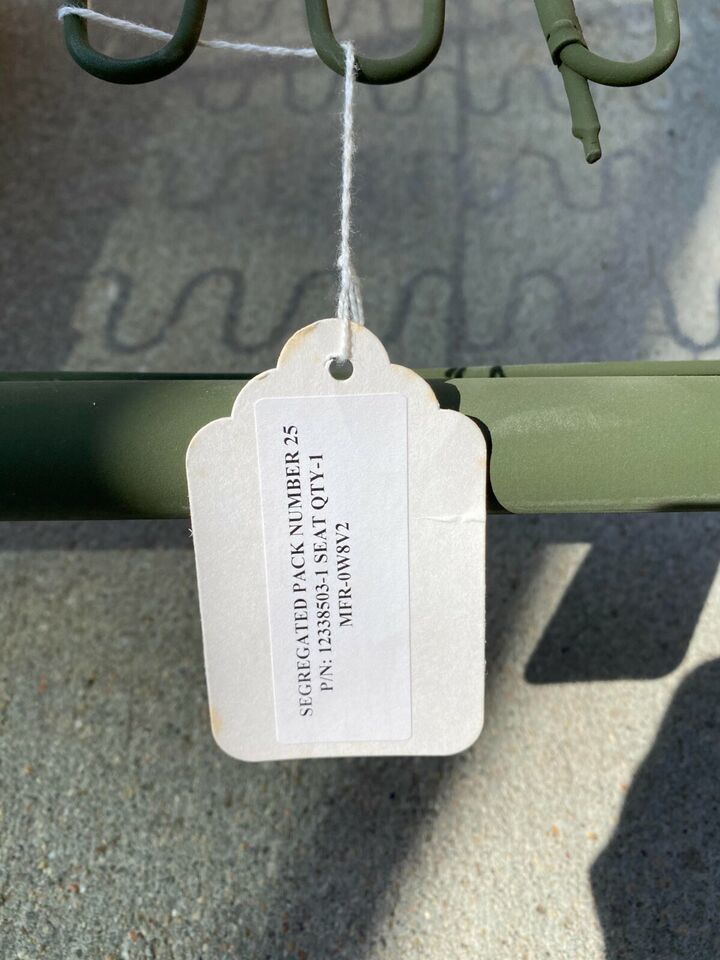 SEGREGATED PACK NUMBER 25
P/N: 12338503-1 SEAT QTY-1
MFR-0W8V2